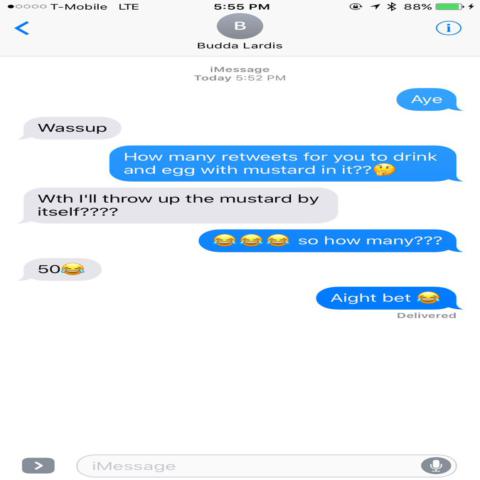 T-Mobile LTE 5:55 PM 88%
B
Budda Lardis
iMessage
Today 5:52 PM
Aye
Wassup
How many retweets for you to drink
and egg with mustard in it??🤔
Wth I'll throw up the mustard by
itself????
😂😂😂 so how many???
50😂
Aight bet 😂
Delivered
iMessage